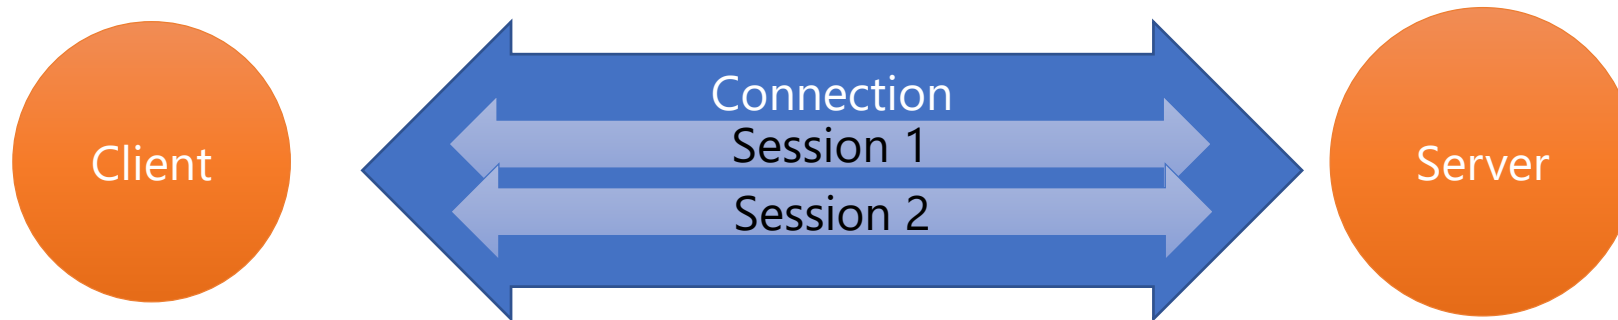 Client
Connection
Session 1
Session 2
Server